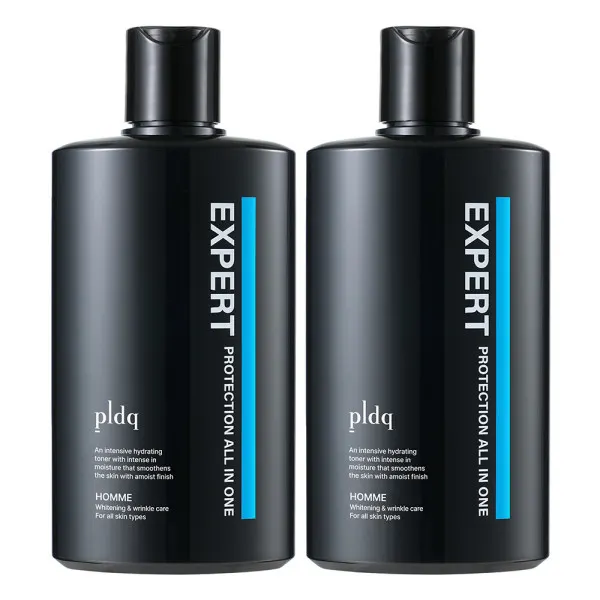 EXPERT
PROTECTION ALL IN ONE
pldq
An intensive hydrating
toner with intense in
moisture that smoothens
the skin with amoist finish
HOMME
Whitening & wrinkle care
For all skin types
EXPERT
PROTECTION ALL IN ONE
pldq
An intensive hydrating
toner with intense in
moisture that smoothens
the skin with amoist finish
HOMME
Whitening & wrinkle care
For all skin types